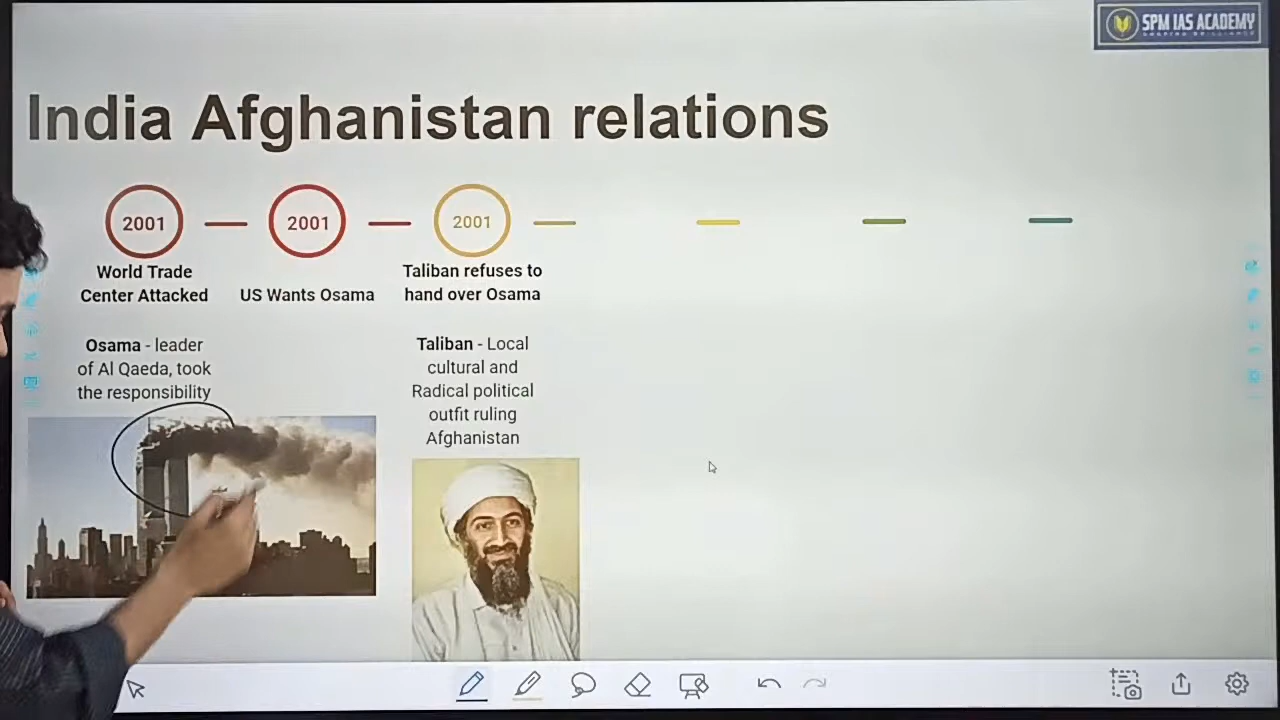 SPM IAS ACADEMY
India Afghanistan relations
2001
2001
2001
World Trade
Center Attacked
US Wants Osama
Taliban refuses to
hand over Osama
Osama - leader
of Al Qaeda, took
the responsibility
Taliban - Local
cultural and
Radical political
outfit ruling
Afghanistan